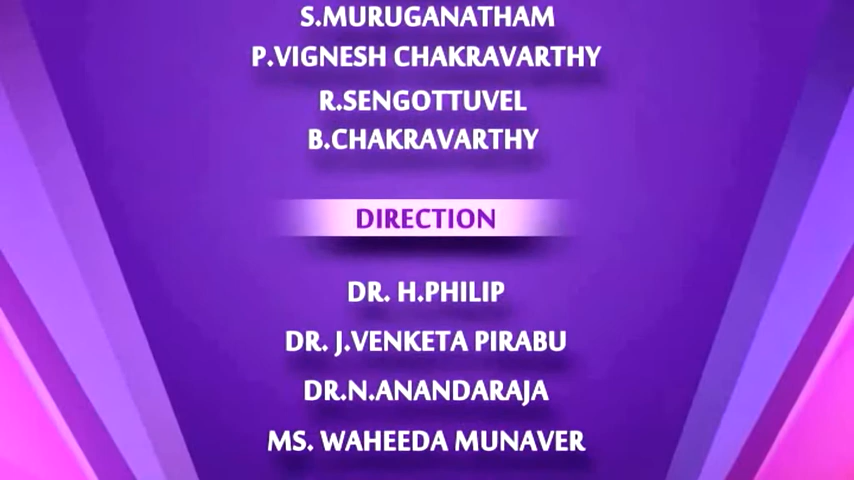 S.MURUGANATHAM
P.VIGNESH CHAKRAVARTHY
R.SENGOTTUVEL
B.CHAKRAVARTHY
DIRECTION
DR. H.PHILIP
DR. J.VENKETA PIRABU
DR.N.ANANDARAJA
MS. WAHEEDA MUNAVER